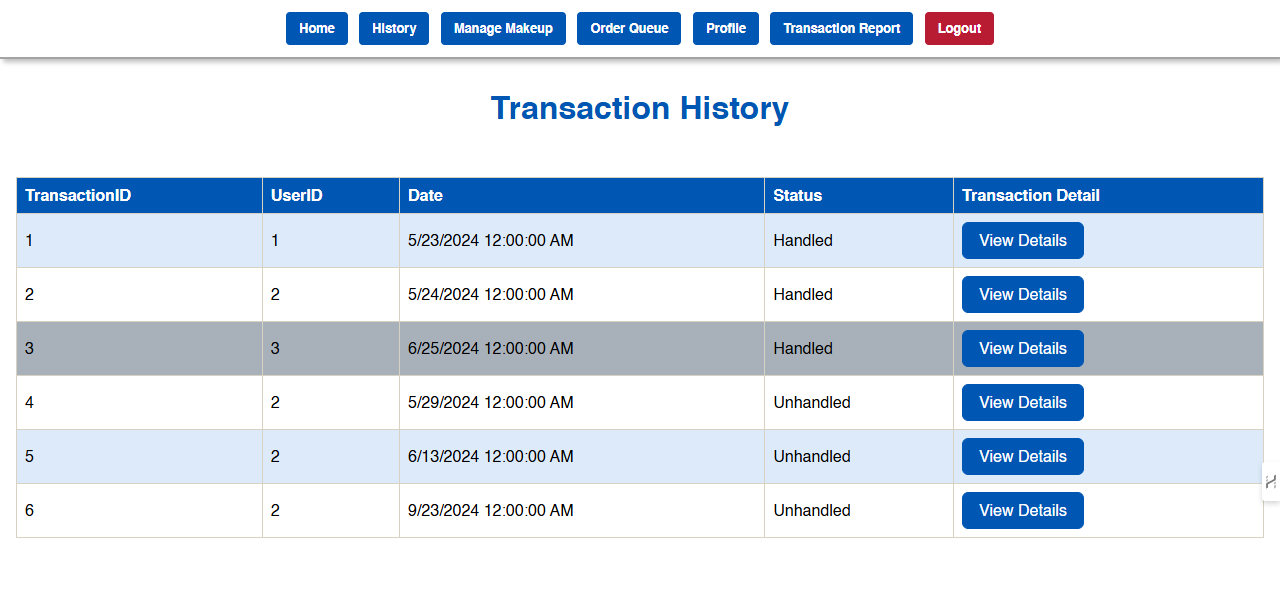 Home History Manage Makeup Order Queue Profile Transaction Report Logout
Transaction History
TransactionID UserID Date Status Transaction Detail
1 1 5/23/2024 12:00:00 AM Handled View Details
2 2 5/24/2024 12:00:00 AM Handled View Details
3 3 6/25/2024 12:00:00 AM Handled View Details
4 2 5/29/2024 12:00:00 AM Unhandled View Details
5 2 6/13/2024 12:00:00 AM Unhandled View Details
6 2 9/23/2024 12:00:00 AM Unhandled View Details